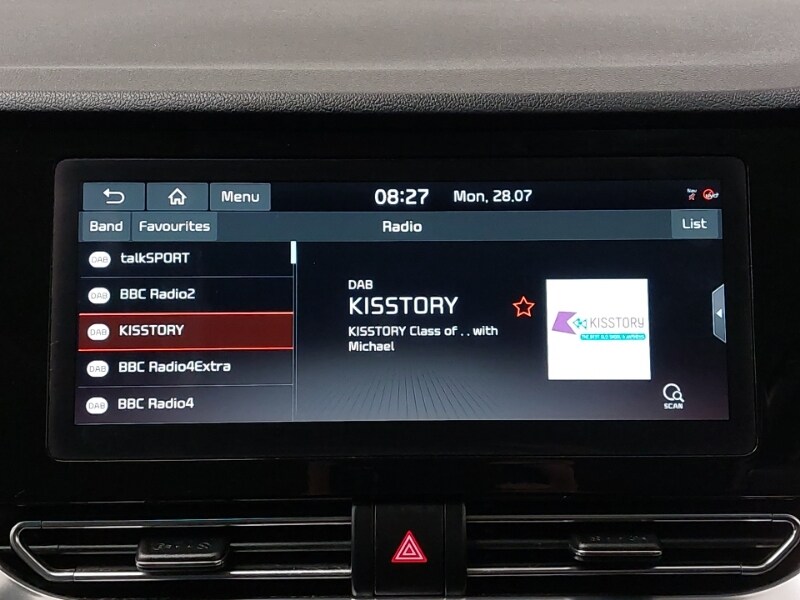 Menu
08:27
Mon, 28.07
Band
Favourites
Radio
List
DAB talkSPORT
DAB BBC Radio2
DAB KISSTORY
DAB BBC Radio4Extra
DAB BBC Radio4
DAB
KISSTORY
KISSTORY Class of . . with
Michael
KISSTORY
SCAN